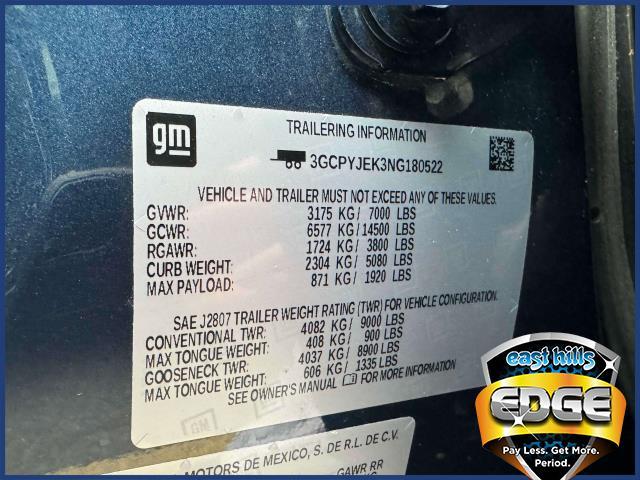 gm
TRAILERING INFORMATION
3GCPYJEK3NG180522
VEHICLE AND TRAILER MUST NOT EXCEED ANY OF THESE VALUES.
GVWR: 3175 KG/ 7000 LBS
GCWR: 6577 KG/14500 LBS
RGAWR: 1724 KG/ 3800 LBS
CURB WEIGHT: 2304 KG/ 5080 LBS
MAX PAYLOAD: 871 KG/ 1920 LBS
SAE J2807 TRAILER WEIGHT RATING (TWR) FOR VEHICLE CONFIGURATION.
CONVENTIONAL TWR: 4082 KG/ 9000 LBS
MAX TONGUE WEIGHT: 408 KG/ 900 LBS
GOOSENECK TWR: 4037 KG/ 8900 LBS
MAX TONGUE WEIGHT: 606 KG/ 1335 LBS
SEE OWNER'S MANUAL FOR MORE INFORMATION
GM
MOTORS DE MEXICO, S. DE R.L. DE C.V.
GAWR RR
east hills
EDGE
Pay Less. Get More.
Period.